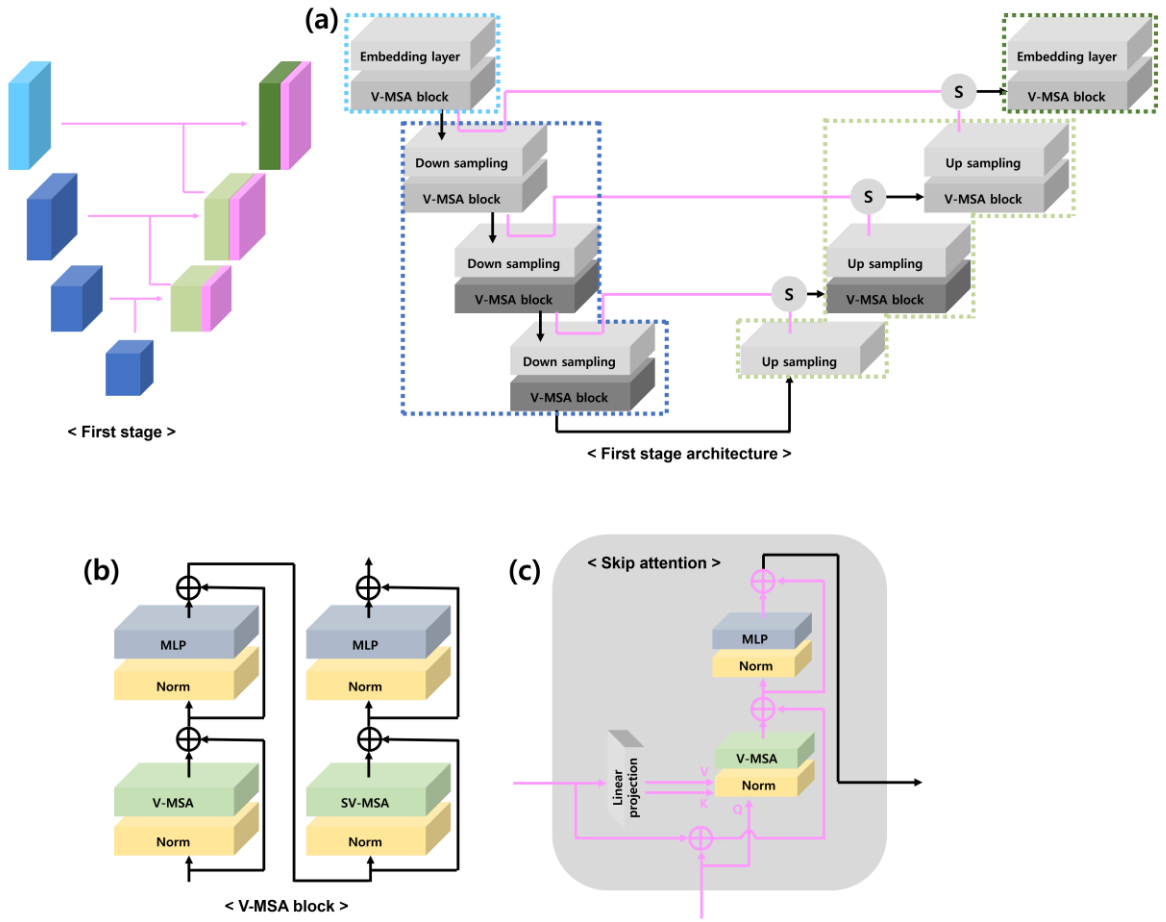 (a)
Embedding layer
V-MSA block
Down sampling
V-MSA block
Down sampling
V-MSA block
Down sampling
V-MSA block
Up sampling
S
Up sampling
V-MSA block
S
Up sampling
V-MSA block
S
Embedding layer
V-MSA block
< First stage >
< First stage architecture >
(b)
MLP
Norm
V-MSA
Norm
MLP
Norm
SV-MSA
Norm
< V-MSA block >
(c)
< Skip attention >
MLP
Norm
V-MSA
Norm
Linear
projection
V
K
Q